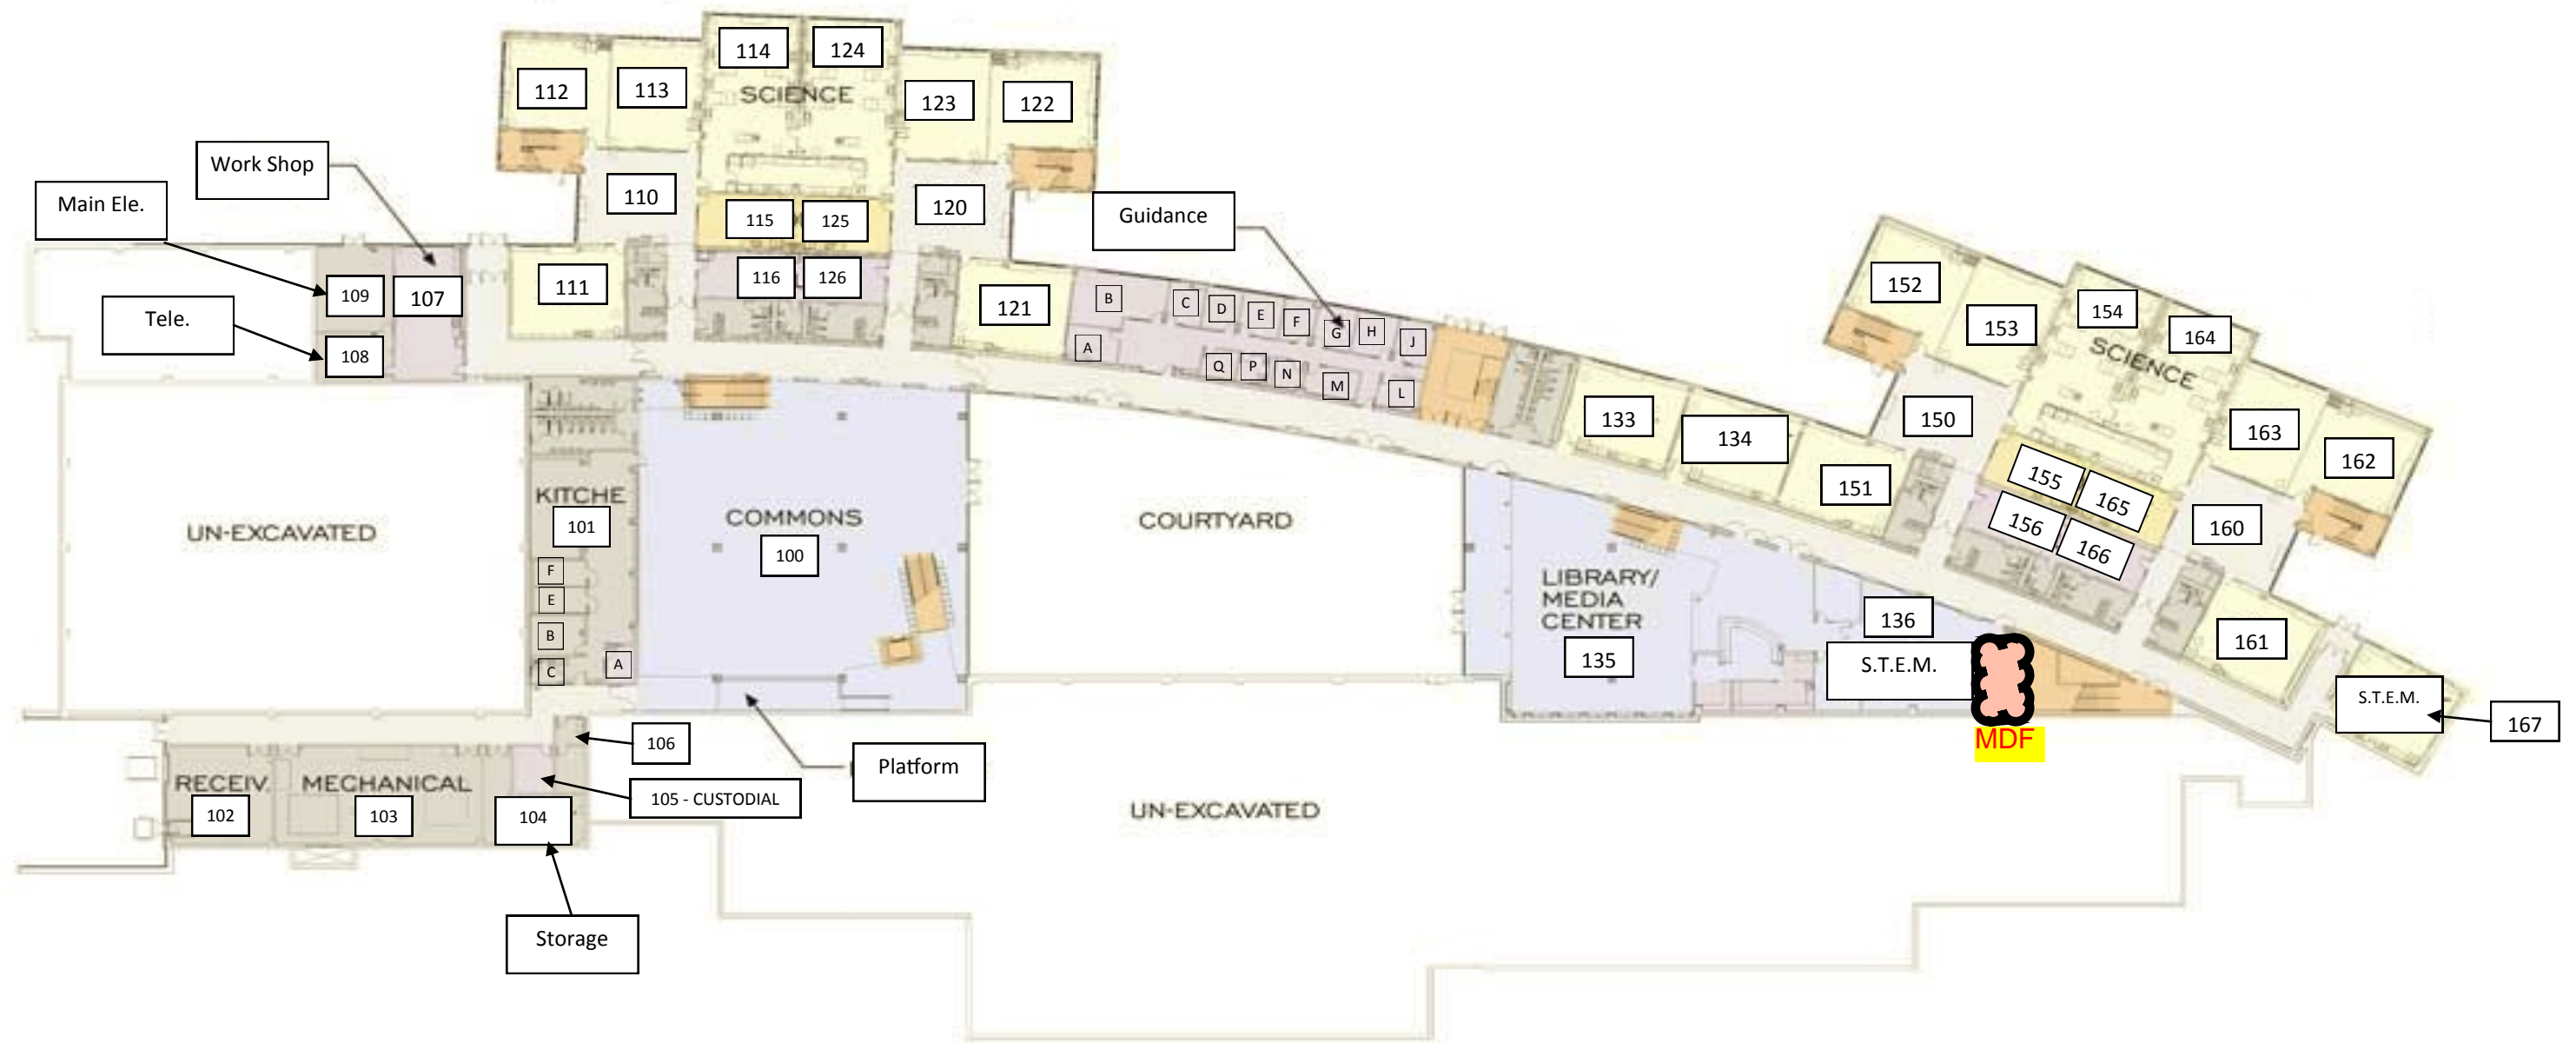 114
124
112
113
SCIENCE
123
122
Work Shop
Main Ele.
110
115
125
120
Guidance
Tele.
109
107
108
111
116
126
121
B
C
D
E
F
G
H
J
A
Q
P
N
M
L
152
153
154
164
SCIENCE
133
134
151
150
163
162
155
165
156
166
160
161
UN-EXCAVATED
KITCHE
101
F
E
B
C
A
COMMONS
100
COURTYARD
LIBRARY/
MEDIA
CENTER
135
136
S.T.E.M.
MDF
S.T.E.M.
167
106
Platform
RECEIV.
102
MECHANICAL
103
104
105 - CUSTODIAL
UN-EXCAVATED
Storage